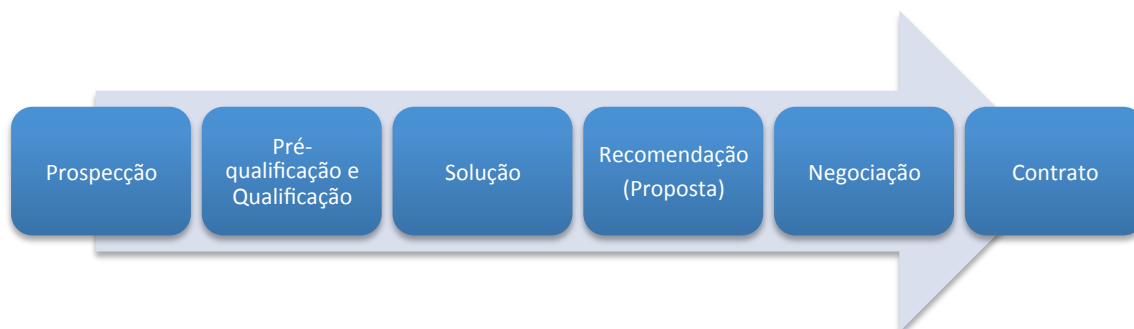 Prospecção
Pré-
qualificação e
Qualificação
Solução
Recomendação
(Proposta)
Negociação
Contrato